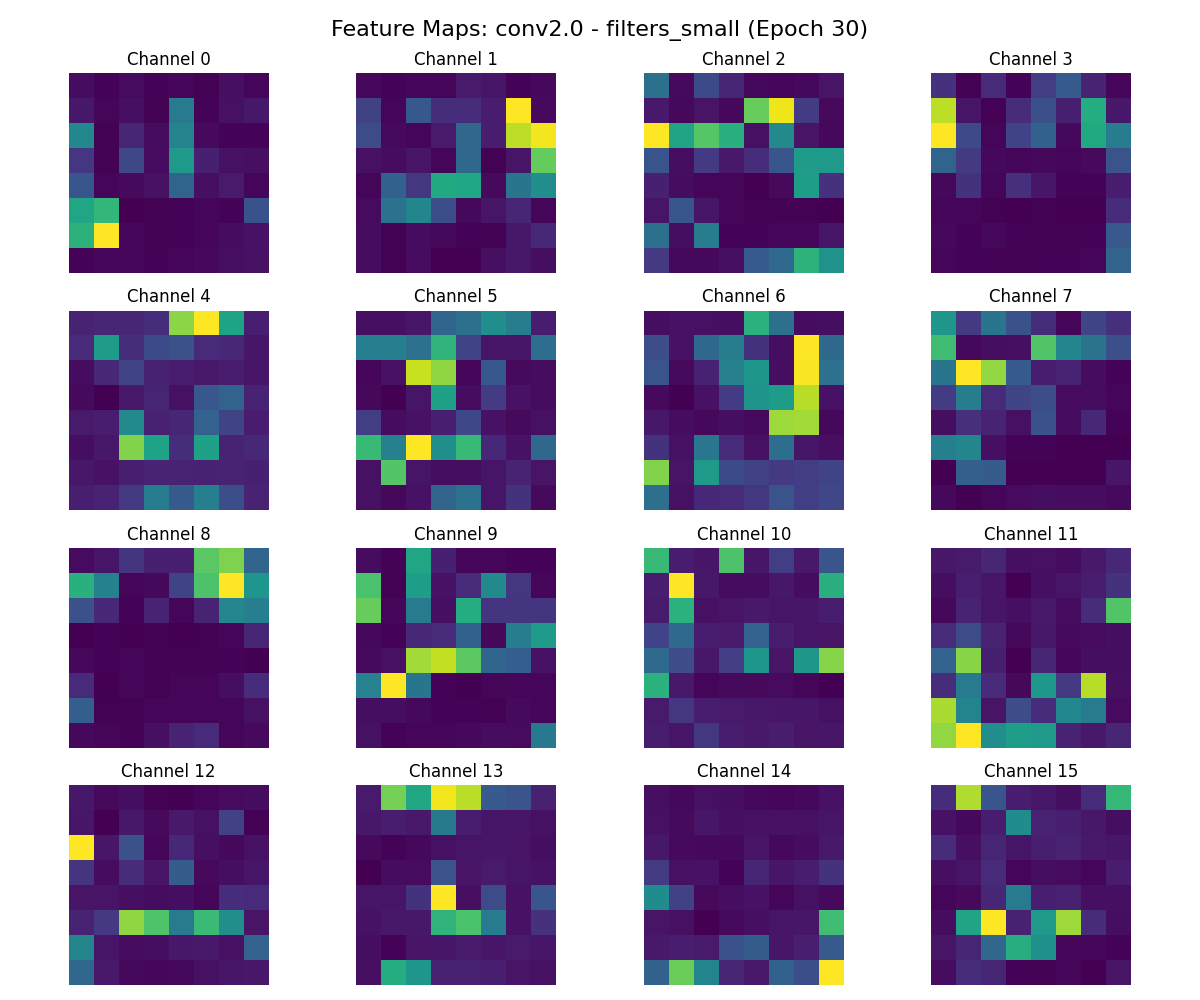 Feature Maps: conv2.0 - filters_small (Epoch 30)
Channel 0 Channel 1 Channel 2 Channel 3
Channel 4 Channel 5 Channel 6 Channel 7
Channel 8 Channel 9 Channel 10 Channel 11
Channel 12 Channel 13 Channel 14 Channel 15